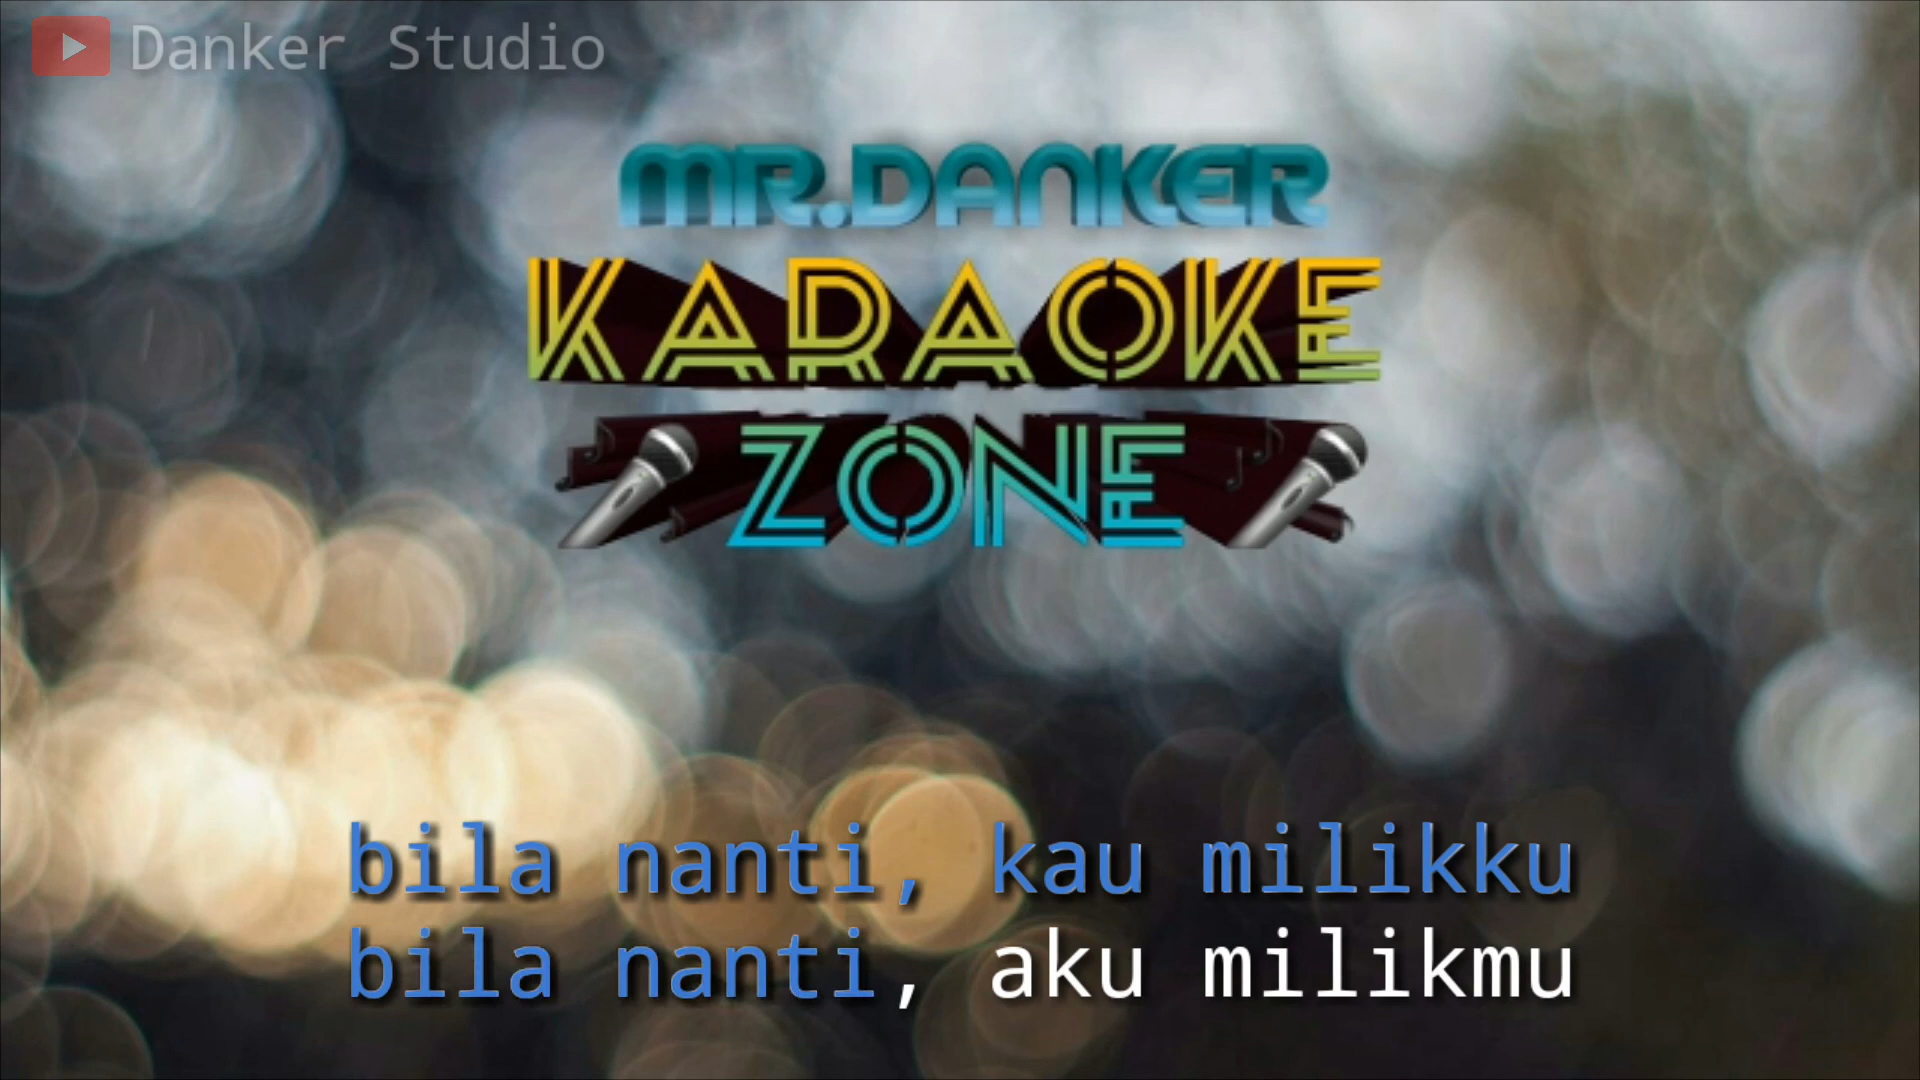 Danker Studio
MR.DANKER
KARAOKE
ZONE
bila nanti, kau milikku
bila nanti, aku milikmu